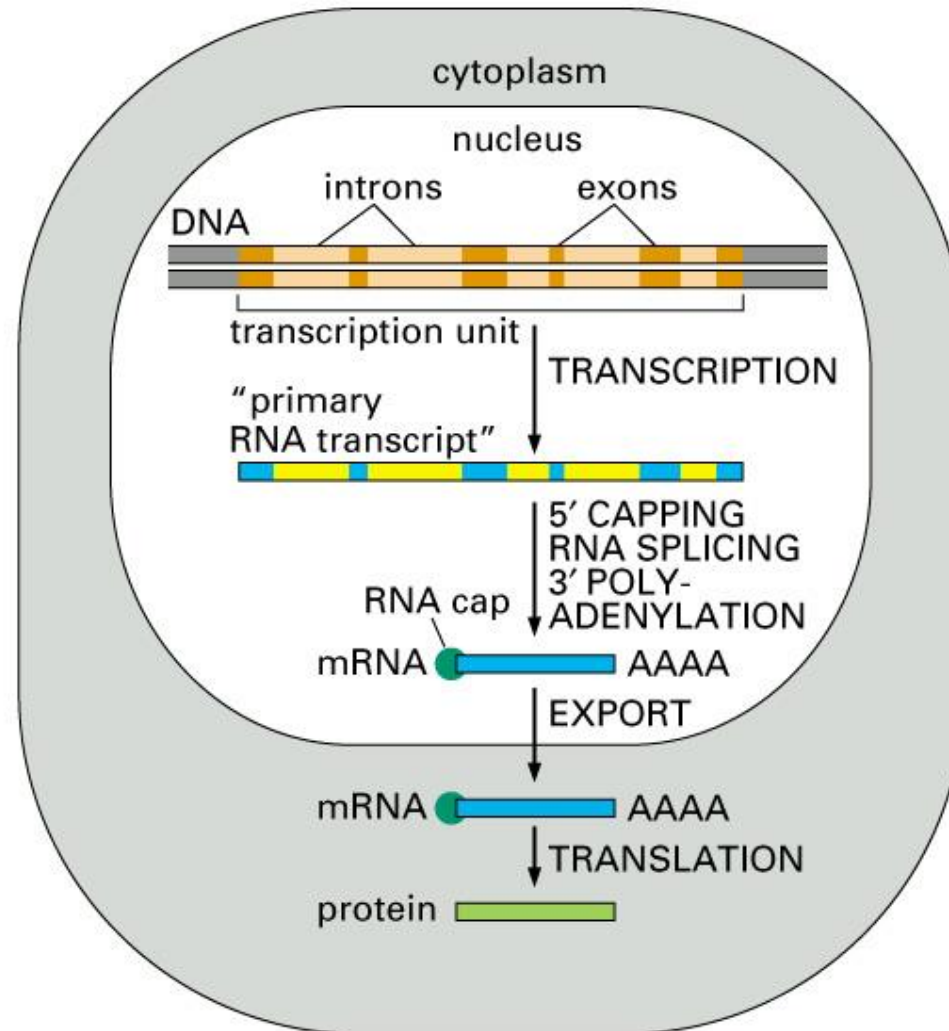 cytoplasm
nucleus
introns
exons
DNA
transcription unit
TRANSCRIPTION
“primary
RNA transcript”
5′ CAPPING
RNA SPLICING
3′ POLY-
ADENYLATION
RNA cap
mRNA
AAAA
EXPORT
mRNA
AAAA
TRANSLATION
protein